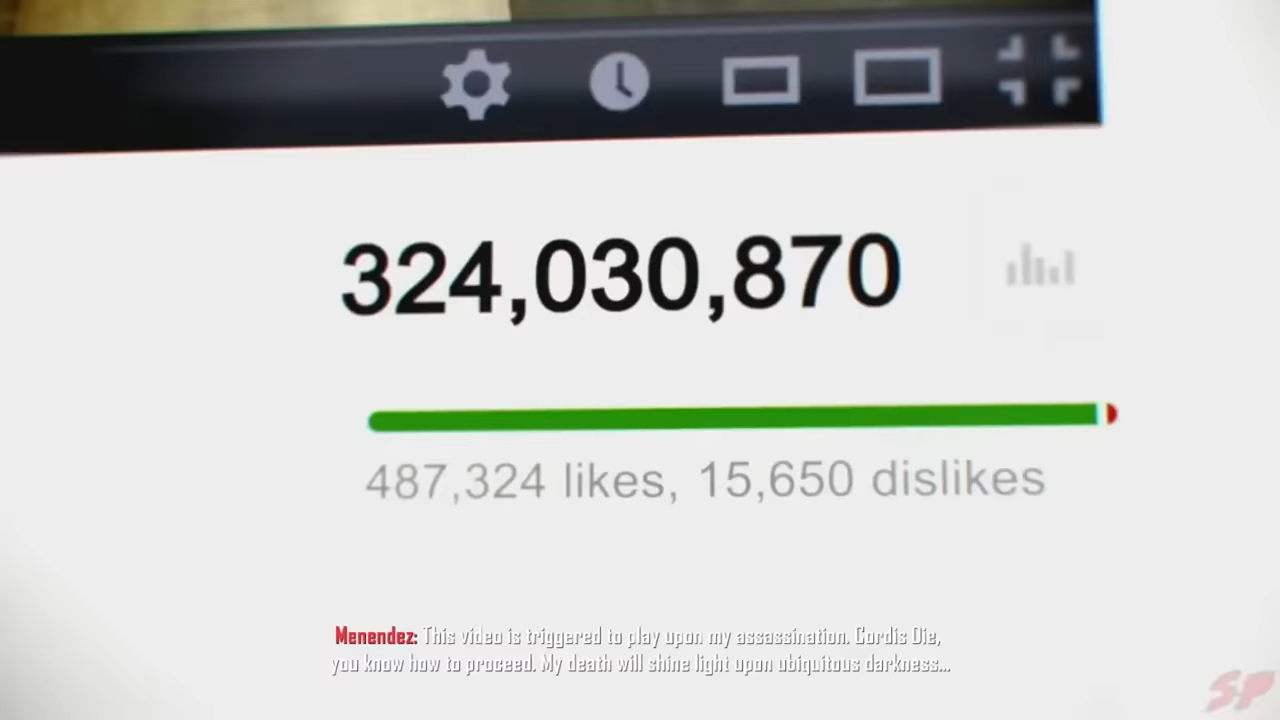 324,030,870
487,324 likes, 15,650 dislikes
Menendez: This video is triggered to play upon my assassination. Cordis Die,
you know how to proceed. My death will shine light upon ubiquitous darkness...
SP